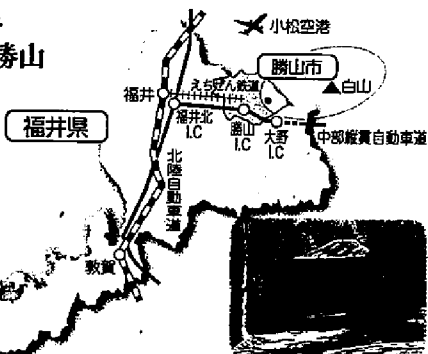 勝山
小松空港
勝山市
白山
えちぜん鉄道
福井
福井北
I.C
勝山
I.C
大野
I.C
中部縦貫自動車道
福井県
北陸自動車道
敦賀